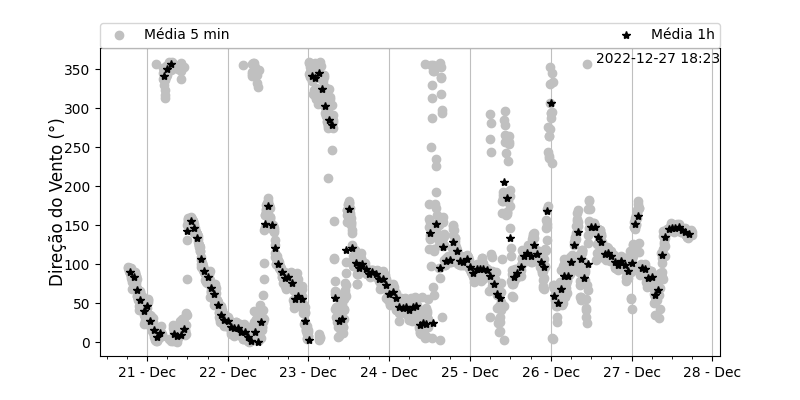 Média 5 min
Média 1h
2022-12-27 18:23
Direção do Vento (°)
350
300
250
200
150
100
50
0
21 - Dec
22 - Dec
23 - Dec
24 - Dec
25 - Dec
26 - Dec
27 - Dec
28 - Dec